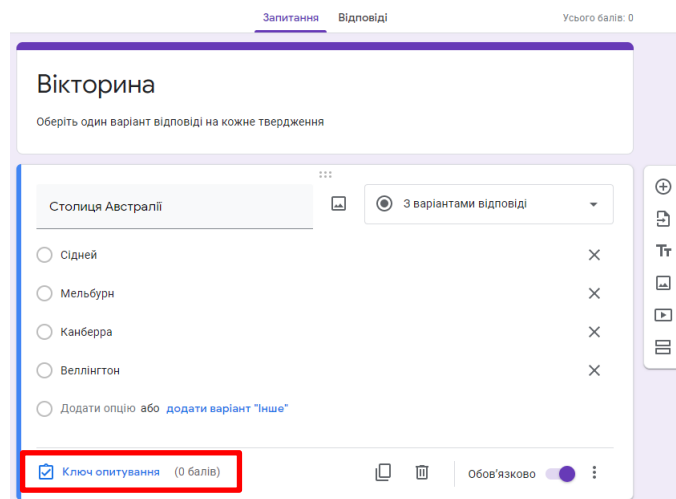 Запитання Відповіді Усього балів: 0
Вікторина
Оберіть один варіант відповіді на кожне твердження
Столиця Австралії З варіантами відповіді
Сідней
Мельбурн
Канберра
Веллінгтон
Додати опцію або додати варіант "Інше"
Ключ опитування (0 балів) Обов'язково
Тт